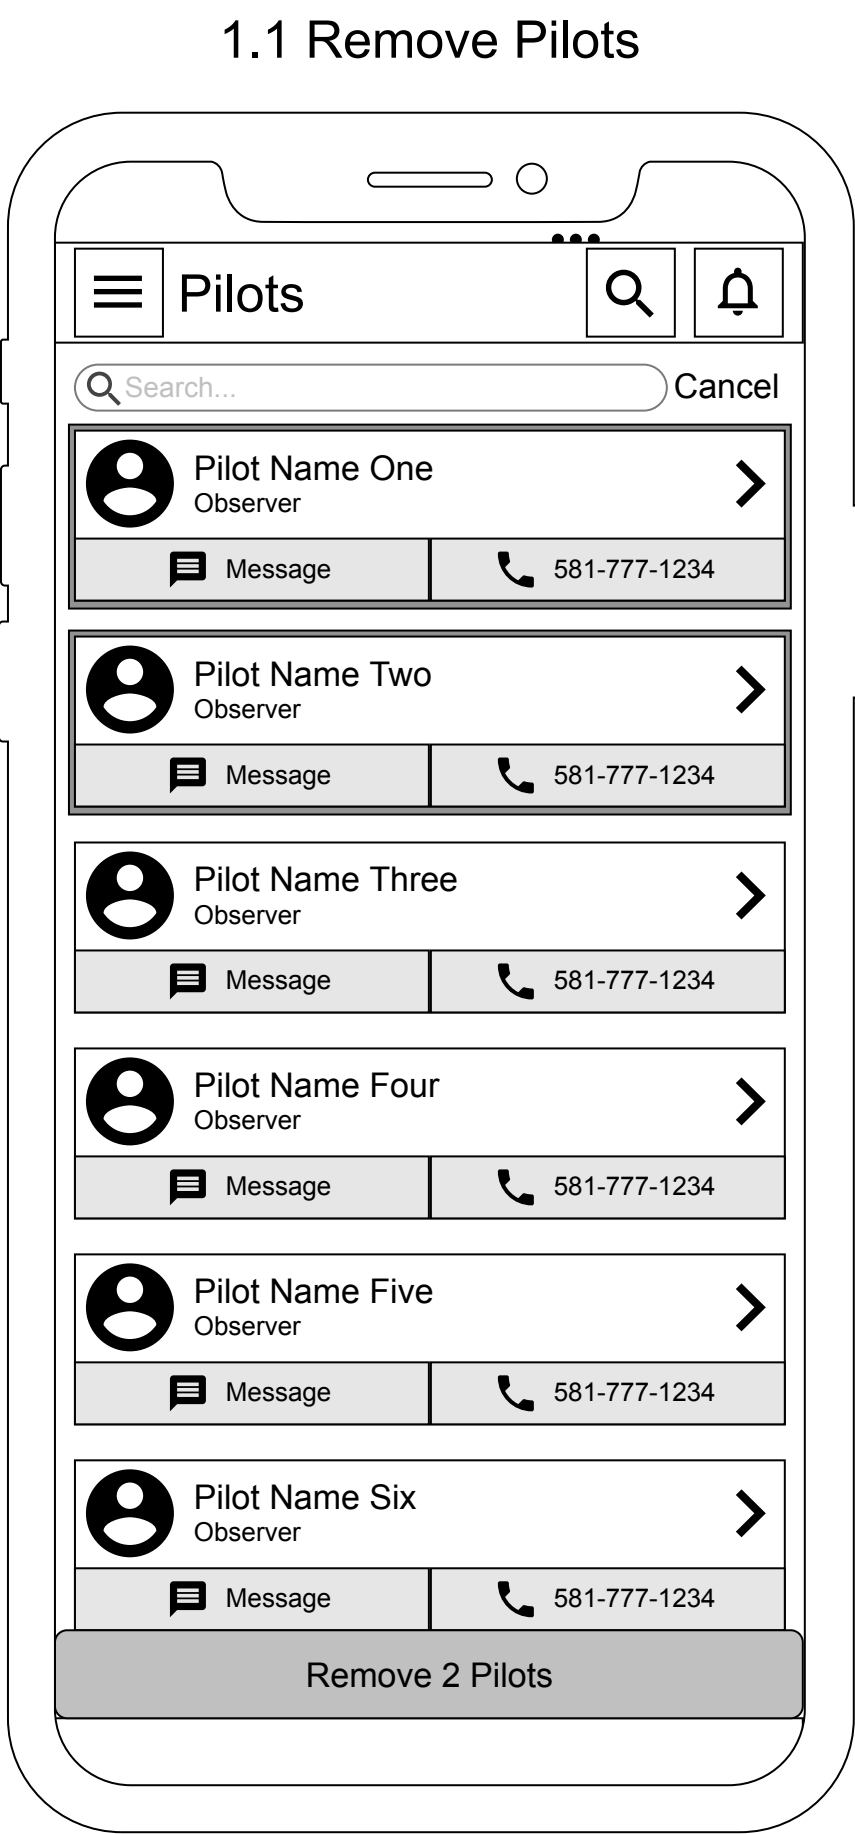 1.1 Remove Pilots
Pilots
Search...
Cancel
Pilot Name One
Observer
Message
581-777-1234
Pilot Name Two
Observer
Message
581-777-1234
Pilot Name Three
Observer
Message
581-777-1234
Pilot Name Four
Observer
Message
581-777-1234
Pilot Name Five
Observer
Message
581-777-1234
Pilot Name Six
Observer
Message
581-777-1234
Remove 2 Pilots